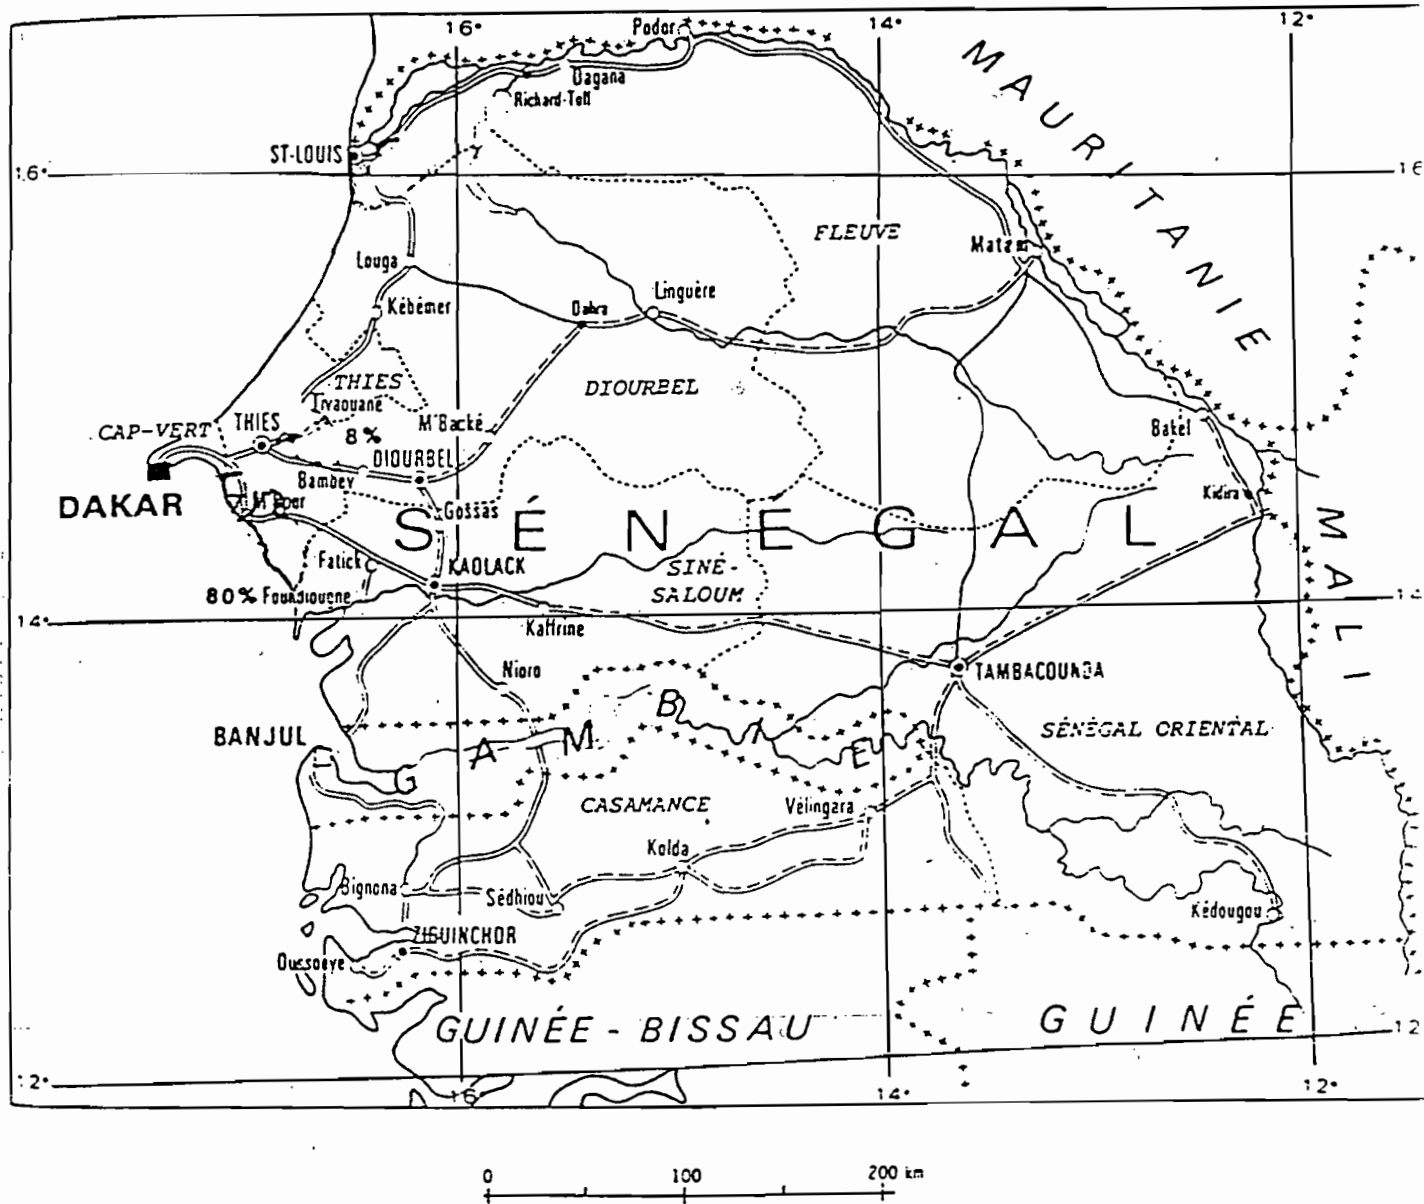 16°
14°
12°
Podor
MAURITANIE
Dagana
Richard-Toll
ST-LOUIS
16°
16
FLEUVE
Matam
Louga
Linguère
Kébémer
Dahra
THIES
DIOURBEL
Tivaouane
M'Backé
CAP-VERT
THIES
8%
Bakel
DIOURBEL
Bambey
DAKAR
M'Bour
Gossas
Kidira
SÉNÉGAL
MALI
Fatick
KAOLACK
SINÉ-
SALOUM
80%
Foundiougne
14°
Kaffrine
Nioro
TAMBACOUNDA
BANJUL
GAMBIE
SÉNÉGAL ORIENTAL
CASAMANCE
Vélingara
Kolda
Bignona
Sédhiou
Kédougou
ZIGUINCHOR
Oussoeye
GUINÉE-BISSAU
GUINÉE
12
12°
16°
14°
12°
0
100
200 km